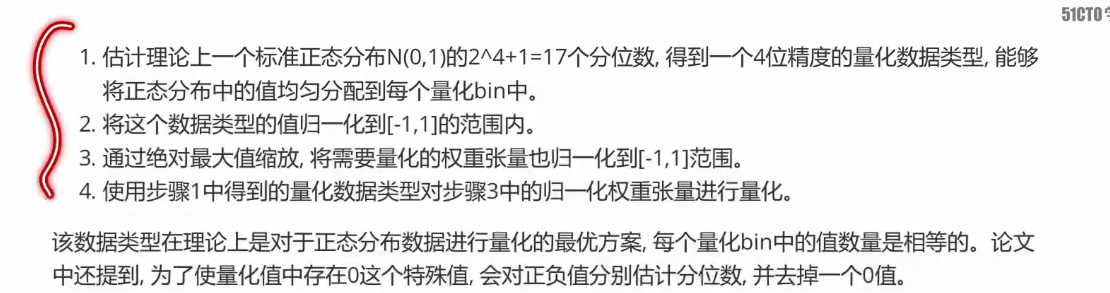 51CTO学
1. 估计理论上一个标准正态分布N(0,1)的2^4+1=17个分位数, 得到一个4位精度的量化数据类型, 能够
将正态分布中的值均匀分配到每个量化bin中。
2. 将这个数据类型的值归一化到[-1,1]的范围内。
3. 通过绝对最大值缩放, 将需要量化的权重张量也归一化到[-1,1]范围。
4. 使用步骤1中得到的量化数据类型对步骤3中的归一化权重张量进行量化。
该数据类型在理论上是对于正态分布数据进行量化的最优方案, 每个量化bin中的值数量是相等的。论文
中还提到, 为了使量化值中存在0这个特殊值, 会对正负值分别估计分位数, 并去掉一个0值。